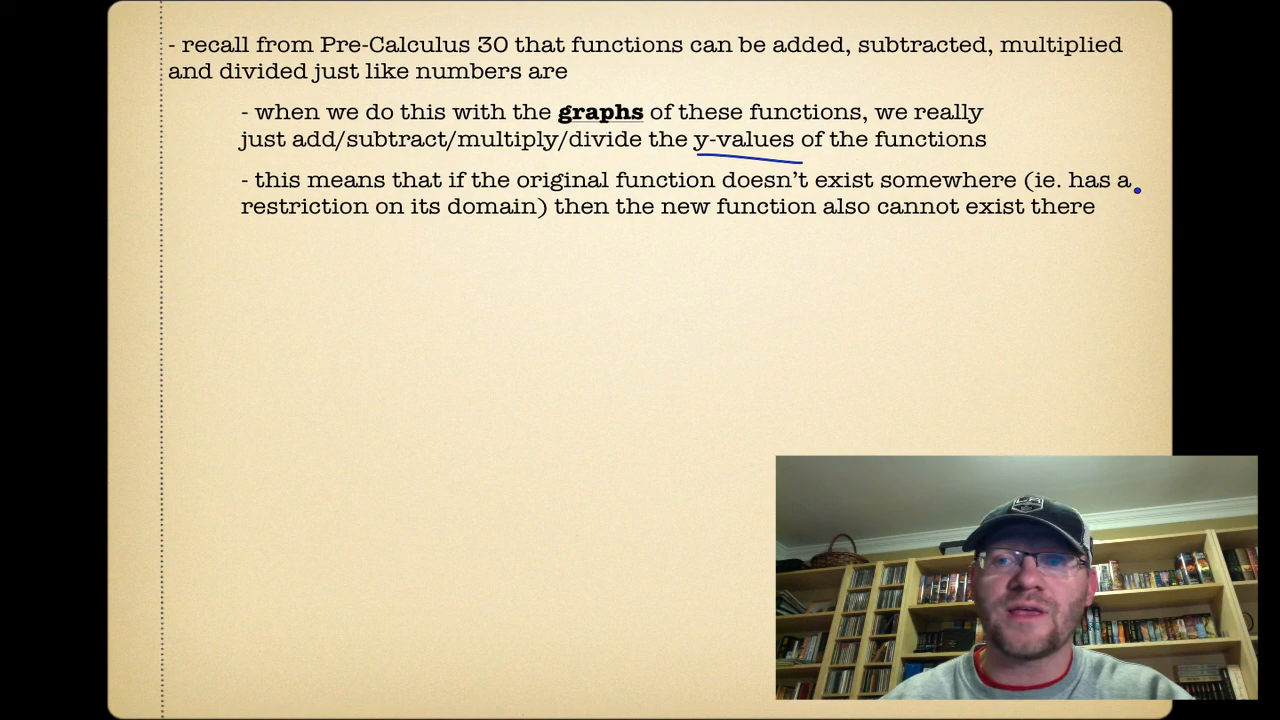 - recall from Pre-Calculus 30 that functions can be added, subtracted, multiplied
and divided just like numbers are
- when we do this with the graphs of these functions, we really
just add/subtract/multiply/divide the y-values of the functions
- this means that if the original function doesn’t exist somewhere (ie. has a
restriction on its domain) then the new function also cannot exist there